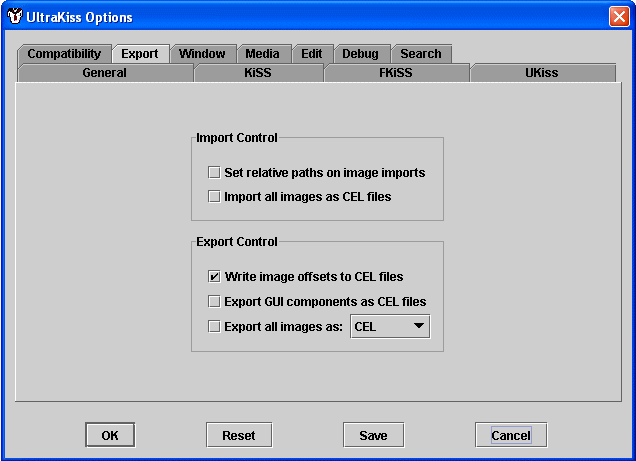 UltraKiss Options
Compatibility Export Window Media Edit Debug Search
General KiSS FKiSS UKiss
Import Control
Set relative paths on image imports
Import all images as CEL files
Export Control
Write image offsets to CEL files
Export GUI components as CEL files
Export all images as: CEL
OK Reset Save Cancel